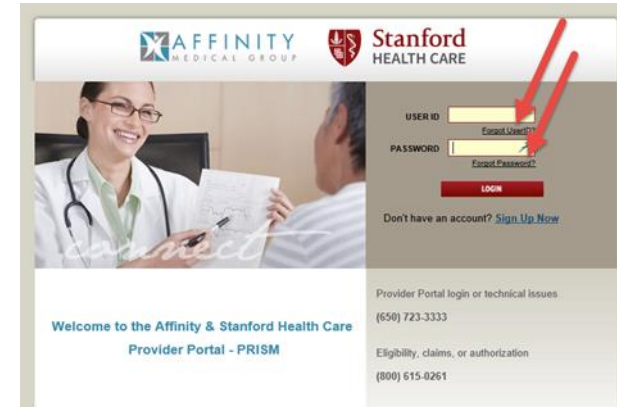 AFFINITY
MEDICAL GROUP
Stanford
HEALTH CARE
USER ID
Forgot UserID?
PASSWORD
Forgot Password?
LOGIN
Don't have an account? Sign Up Now
connect
Welcome to the Affinity & Stanford Health Care
Provider Portal - PRISM
Provider Portal login or technical issues
(650) 723-3333
Eligibility, claims, or authorization
(800) 615-0261